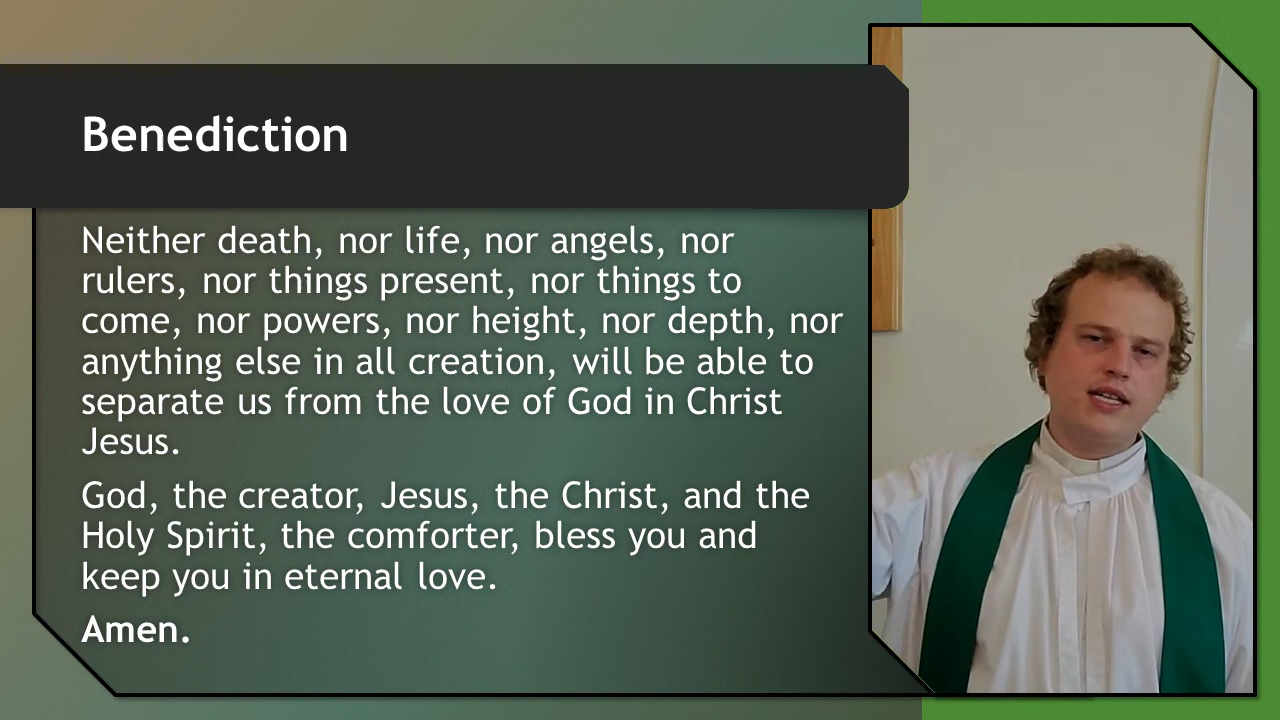 Benediction
Neither death, nor life, nor angels, nor
rulers, nor things present, nor things to
come, nor powers, nor height, nor depth, nor
anything else in all creation, will be able to
separate us from the love of God in Christ
Jesus.
God, the creator, Jesus, the Christ, and the
Holy Spirit, the comforter, bless you and
keep you in eternal love.
Amen.